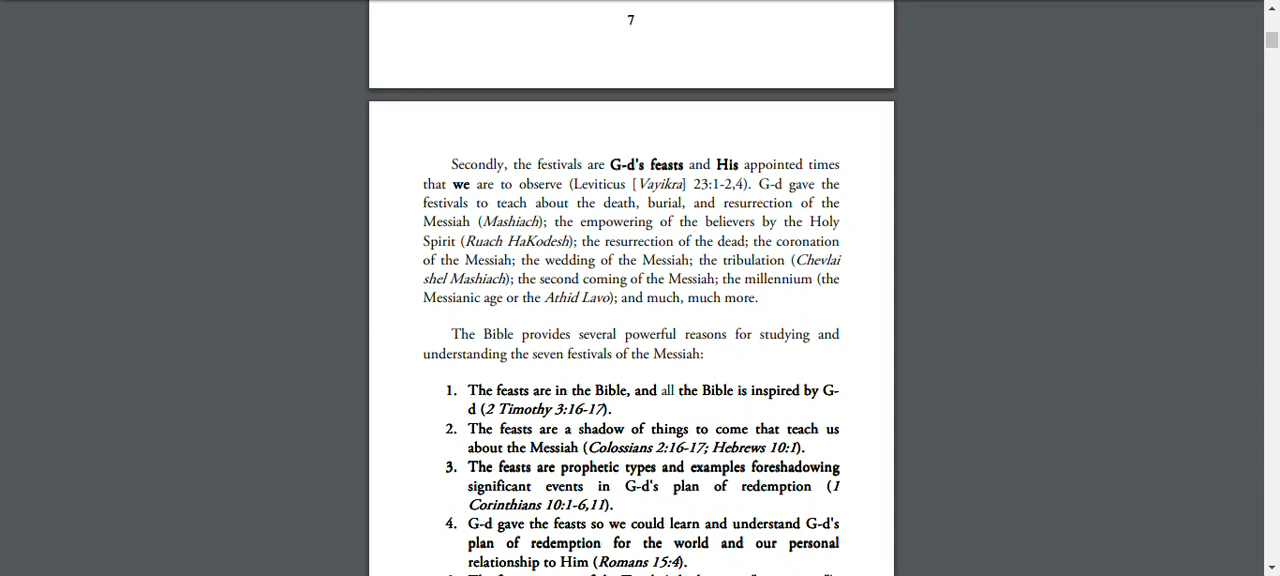 7
Secondly, the festivals are G-d's feasts and His appointed times
that we are to observe (Leviticus [Vayikra] 23:1-2,4). G-d gave the
festivals to teach about the death, burial, and resurrection of the
Messiah (Mashiach); the empowering of the believers by the Holy
Spirit (Ruach HaKodesh); the resurrection of the dead; the coronation
of the Messiah; the wedding of the Messiah; the tribulation (Chevlai
shel Mashiach); the second coming of the Messiah; the millennium (the
Messianic age or the Athid Lavo); and much, much more.
The Bible provides several powerful reasons for studying and
understanding the seven festivals of the Messiah:
1. The feasts are in the Bible, and all the Bible is inspired by G-
d (2 Timothy 3:16-17).
2. The feasts are a shadow of things to come that teach us
about the Messiah (Colossians 2:16-17; Hebrews 10:1).
3. The feasts are prophetic types and examples foreshadowing
significant events in G-d's plan of redemption (1
Corinthians 10:1-6,11).
4. G-d gave the feasts so we could learn and understand G-d's
plan of redemption for the world and our personal
relationship to Him (Romans 15:4).